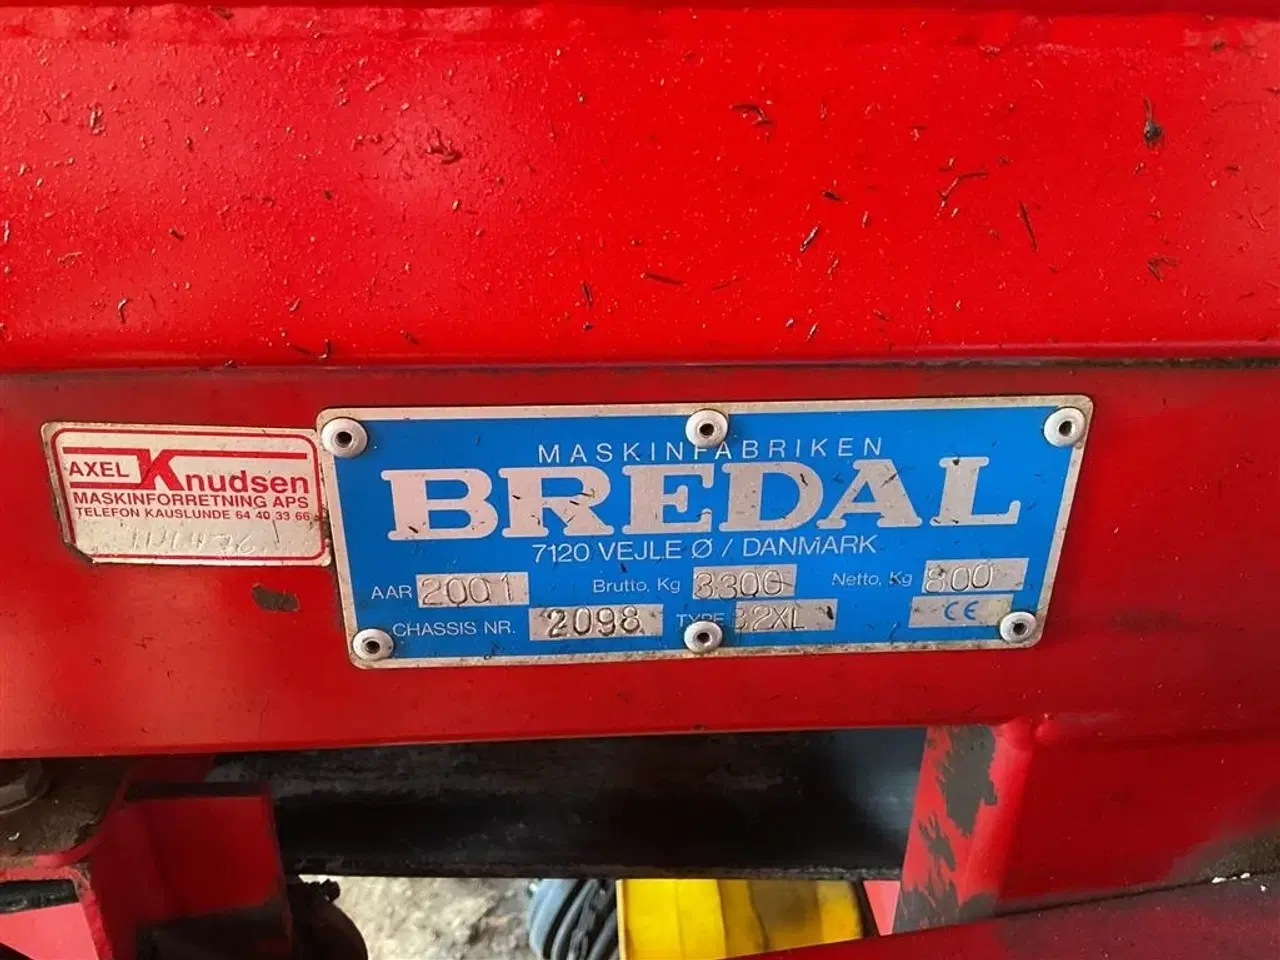 AXEL Knudsen
MASKINFORRETNING APS
TELEFON KAUSLUNDE 64 40 33 66
MASKINFABRIKEN
BREDAL
7120 VEJLE Ø / DANMARK
AAR 2001 Brutto. Kg 3300 Netto. Kg 800
CHASSIS NR. 2098 TYPE B2XL CE